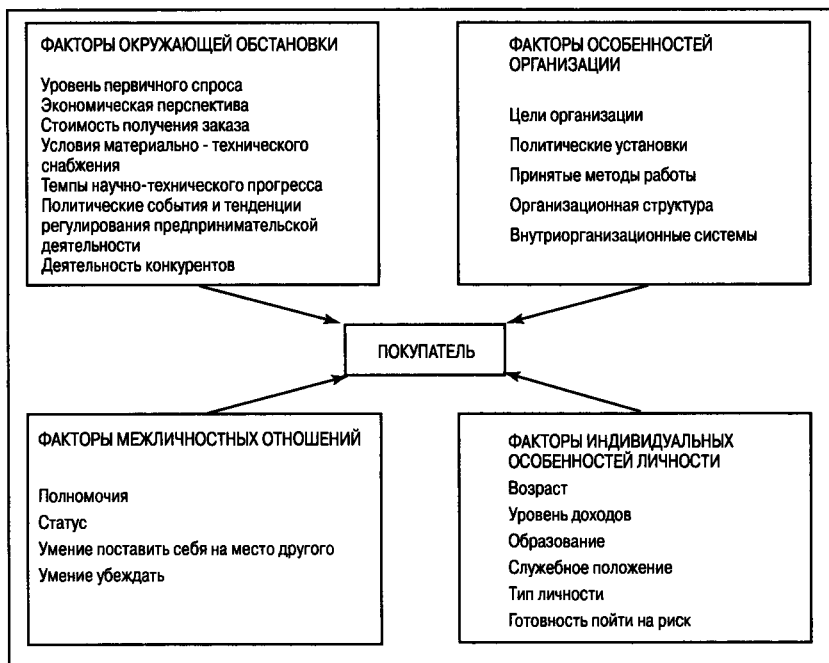 ФАКТОРЫ ОКРУЖАЮЩЕЙ ОБСТАНОВКИ
Уровень первичного спроса
Экономическая перспектива
Стоимость получения заказа
Условия материально - технического
снабжения
Темпы научно-технического прогресса
Политические события и тенденции
регулирования предпринимательской
деятельности
Деятельность конкурентов
ФАКТОРЫ ОСОБЕННОСТЕЙ
ОРГАНИЗАЦИИ
Цели организации
Политические установки
Принятые методы работы
Организационная структура
Внутриорганизационные системы
ПОКУПАТЕЛЬ
ФАКТОРЫ МЕЖЛИЧНОСТНЫХ ОТНОШЕНИЙ
Полномочия
Статус
Умение поставить себя на место другого
Умение убеждать
ФАКТОРЫ ИНДИВИДУАЛЬНЫХ
ОСОБЕННОСТЕЙ ЛИЧНОСТИ
Возраст
Уровень доходов
Образование
Служебное положение
Тип личности
Готовность пойти на риск